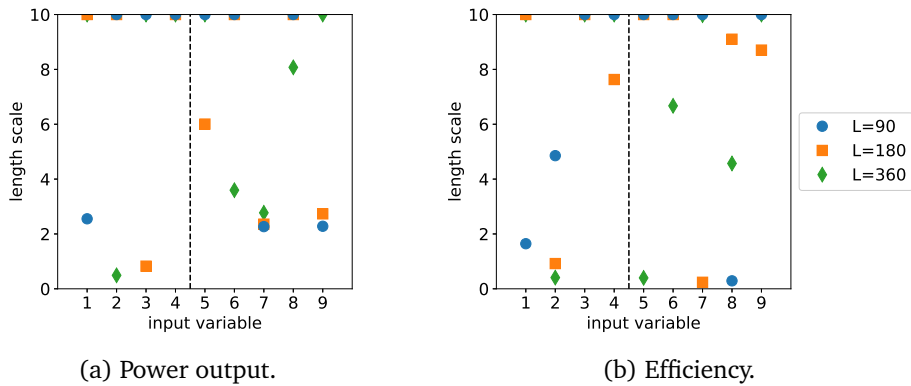 10
8
6
4
2
0
length scale
1 2 3 4 5 6 7 8 9
input variable
10
8
6
4
2
0
length scale
1 2 3 4 5 6 7 8 9
input variable
L=90
L=180
L=360
(a) Power output.
(b) Efficiency.